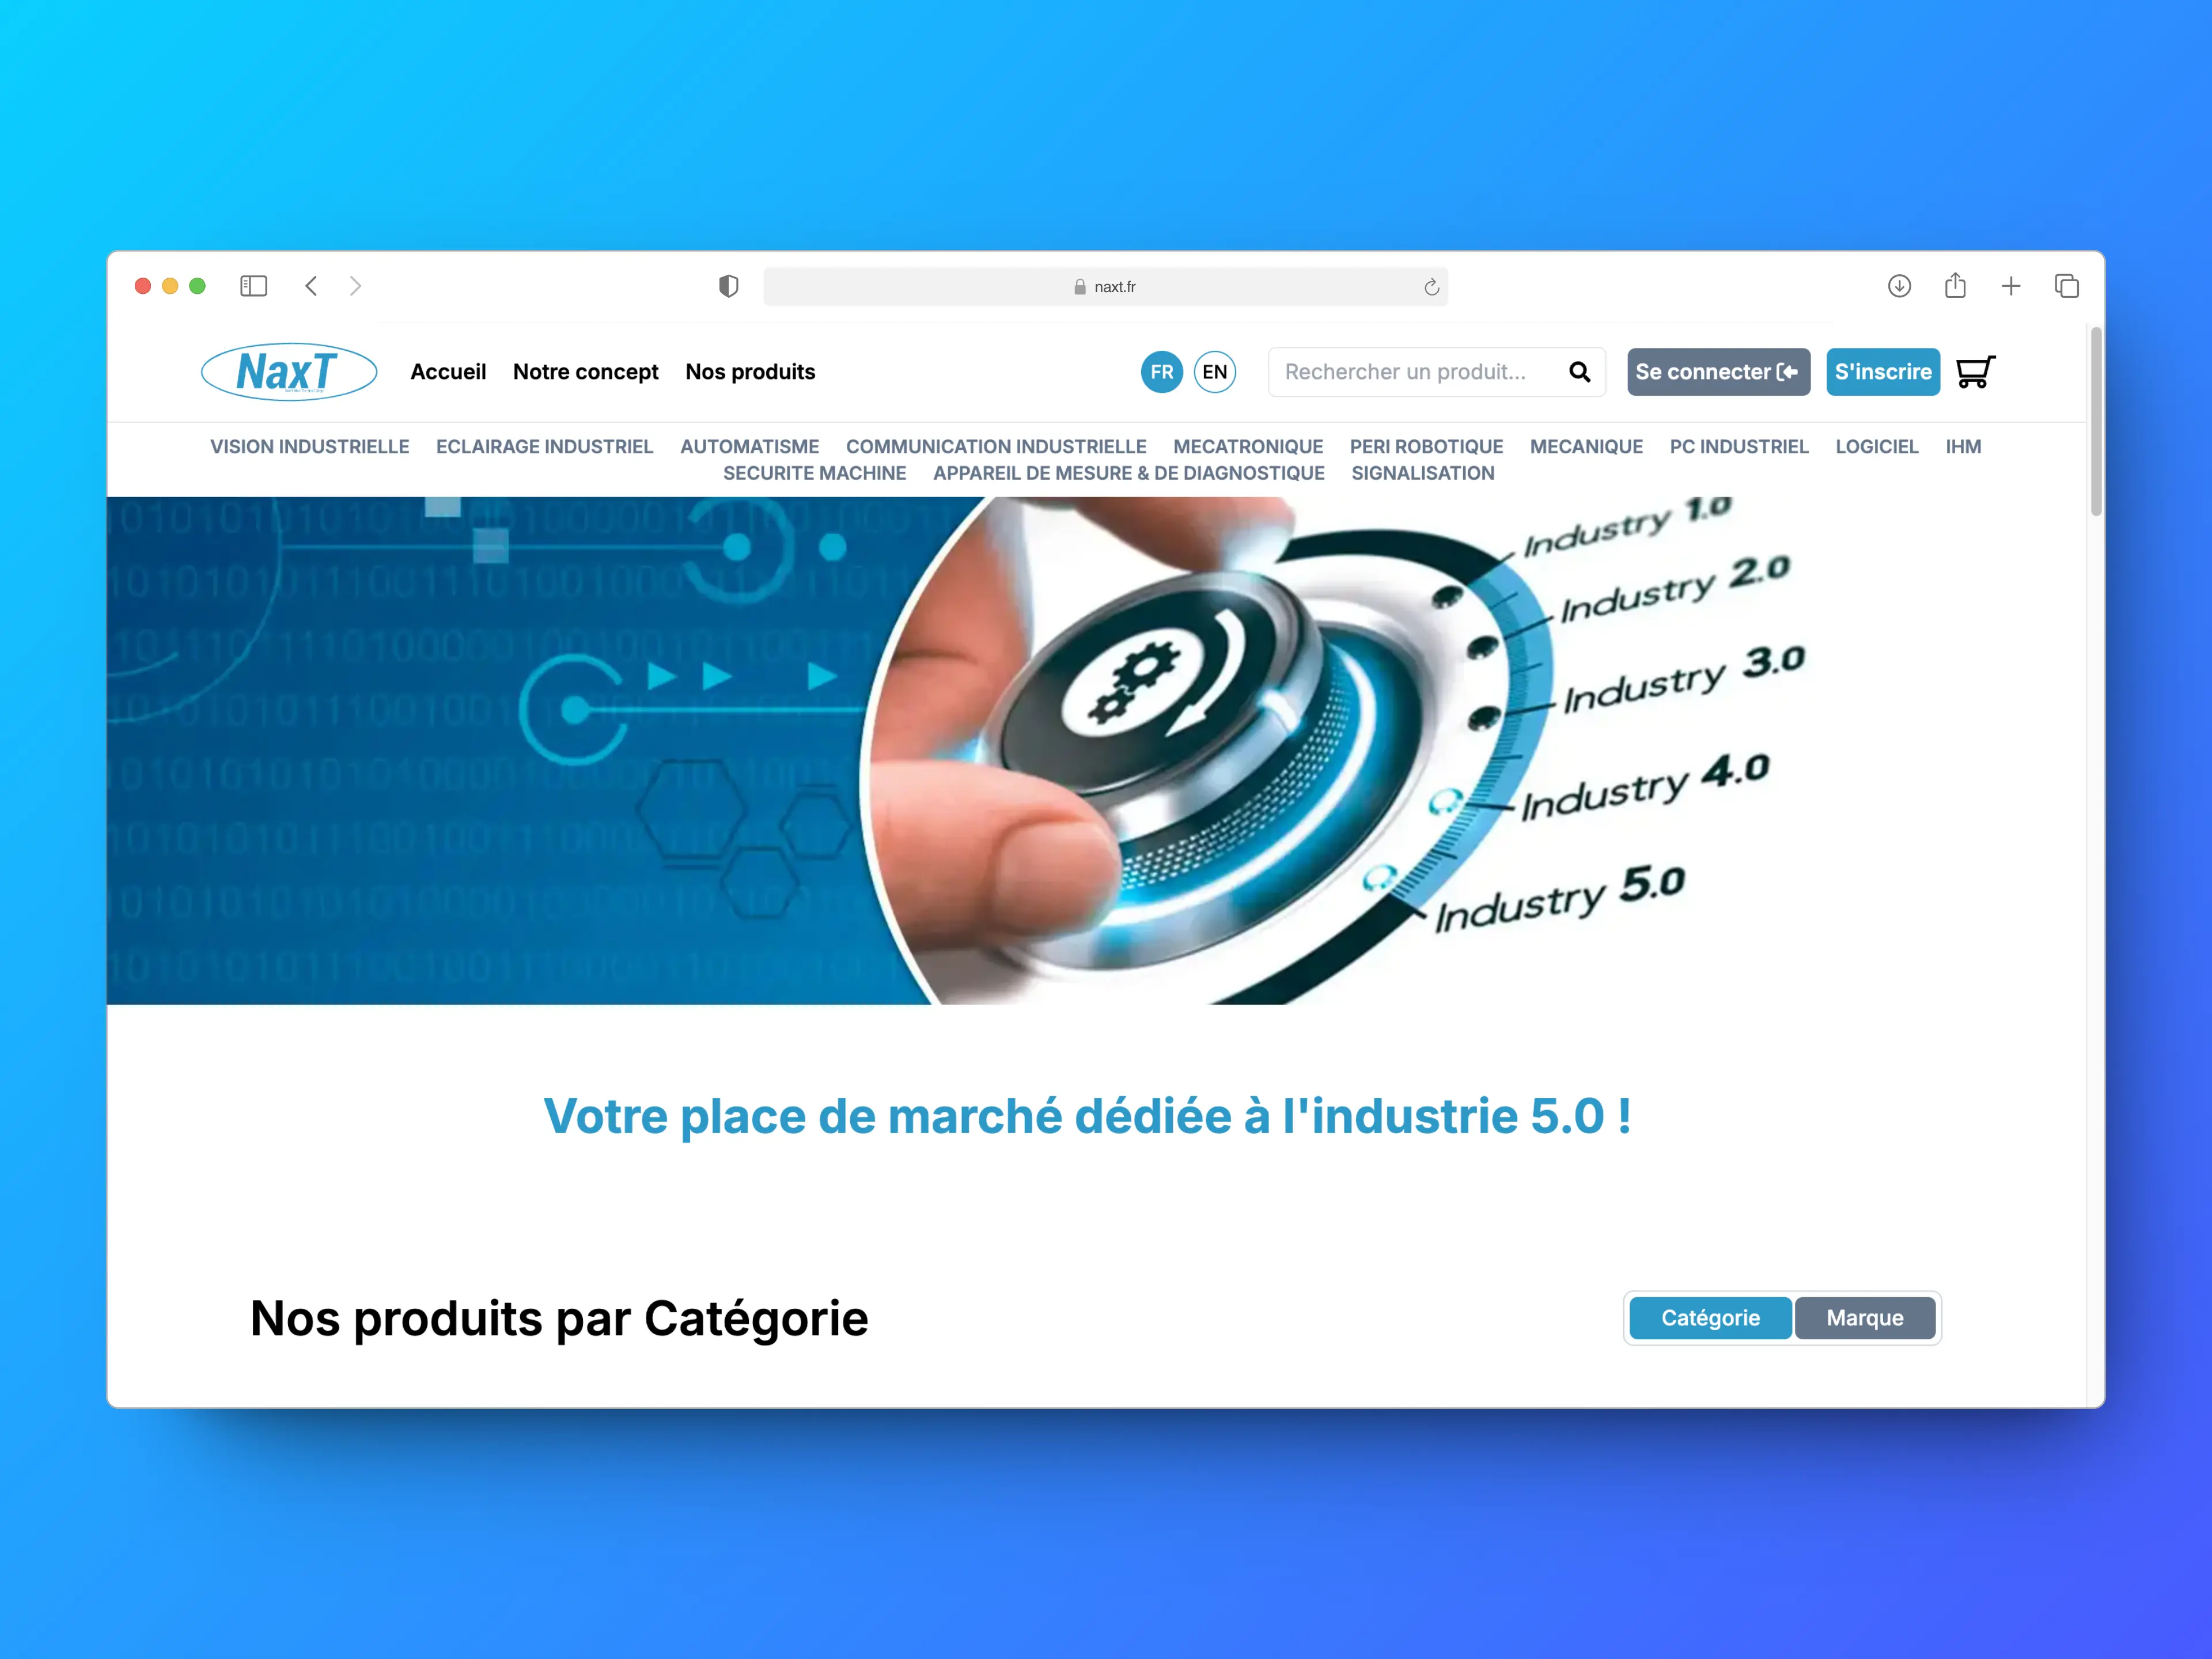 naxt.fr
NaxT
Accueil Notre concept Nos produits
FR EN
Rechercher un produit...
Se connecter
S'inscrire
VISION INDUSTRIELLE ECLAIRAGE INDUSTRIEL AUTOMATISME COMMUNICATION INDUSTRIELLE MECATRONIQUE PERI ROBOTIQUE MECANIQUE PC INDUSTRIEL LOGICIEL IHM
SECURITE MACHINE APPAREIL DE MESURE & DE DIAGNOSTIQUE SIGNALISATION
Industry 1.0
Industry 2.0
Industry 3.0
Industry 4.0
Industry 5.0
Votre place de marché dédiée à l'industrie 5.0 !
Nos produits par Catégorie
Catégorie Marque